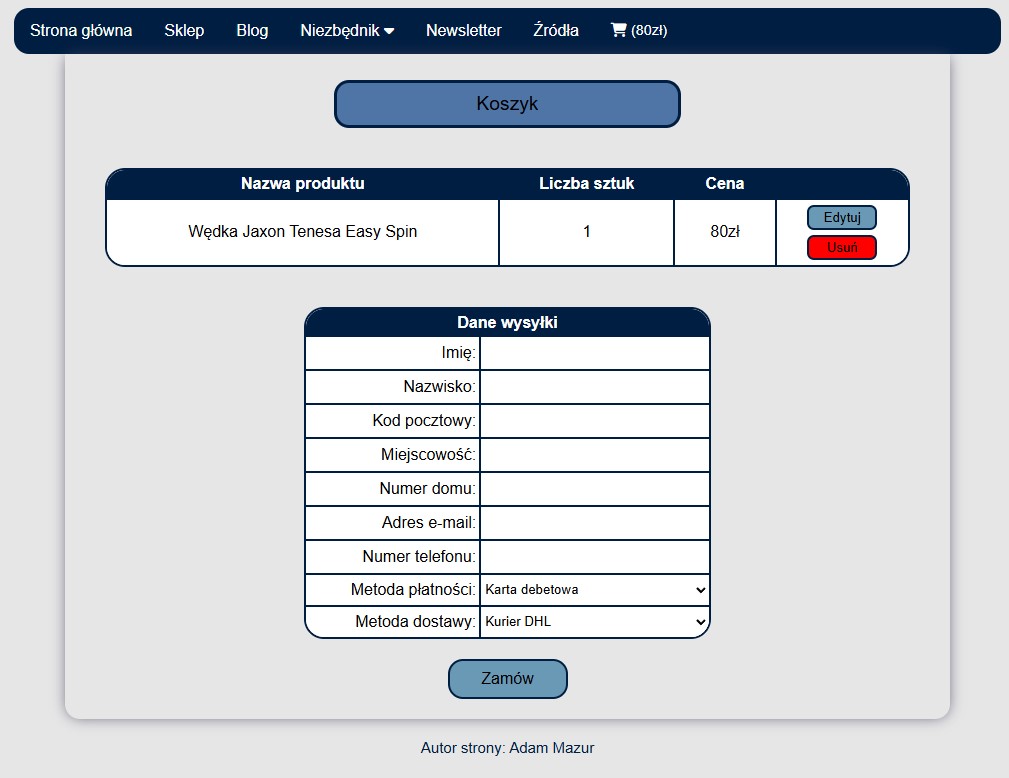 Strona główna Sklep Blog Niezbędnik Newsletter Źródła (80zł)
Koszyk
Nazwa produktu Liczba sztuk Cena
Wędka Jaxon Tenesa Easy Spin 1 80zł Edytuj
Usuń
Dane wysyłki
Imię:
Nazwisko:
Kod pocztowy:
Miejscowość:
Numer domu:
Adres e-mail:
Numer telefonu:
Metoda płatności: Karta debetowa
Metoda dostawy: Kurier DHL
Zamów
Autor strony: Adam Mazur